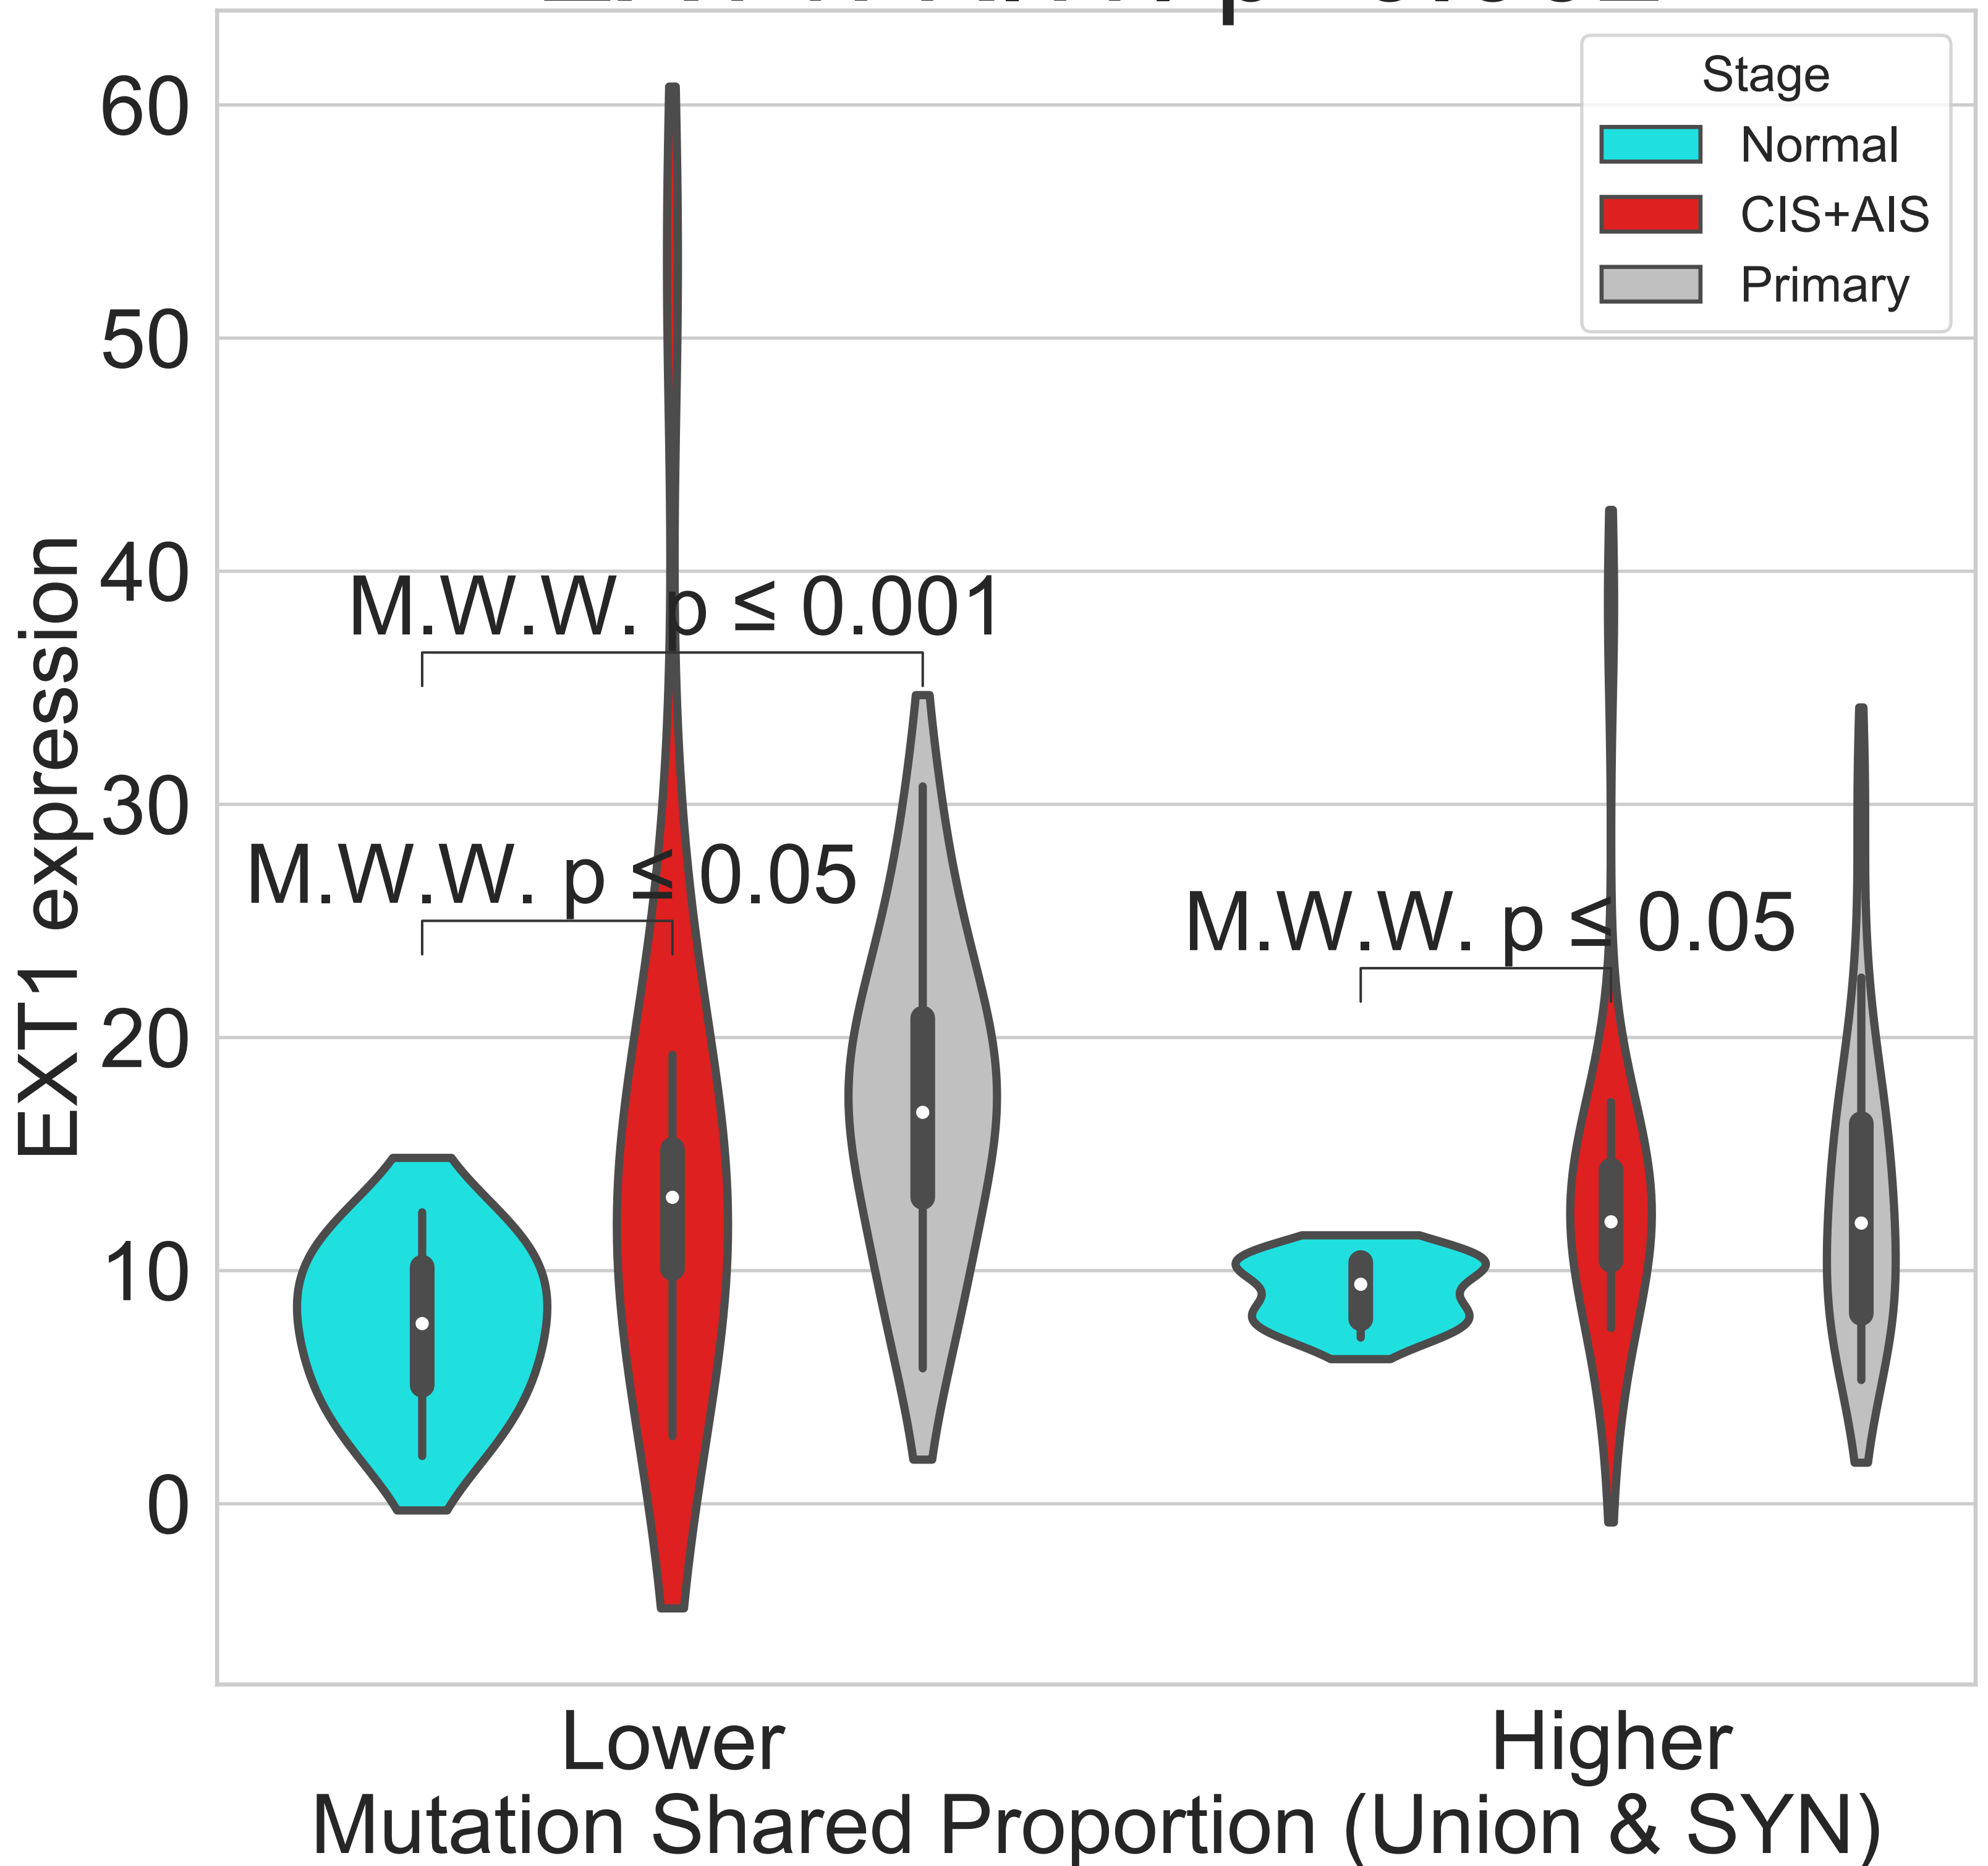 Stage
Normal
CIS+AIS
Primary
60
50
40
30
20
10
0
EXT1 expression
M.W.W. p ≤ 0.001
M.W.W. p ≤ 0.05
M.W.W. p ≤ 0.05
Lower
Higher
Mutation Shared Proportion (Union & SYN)